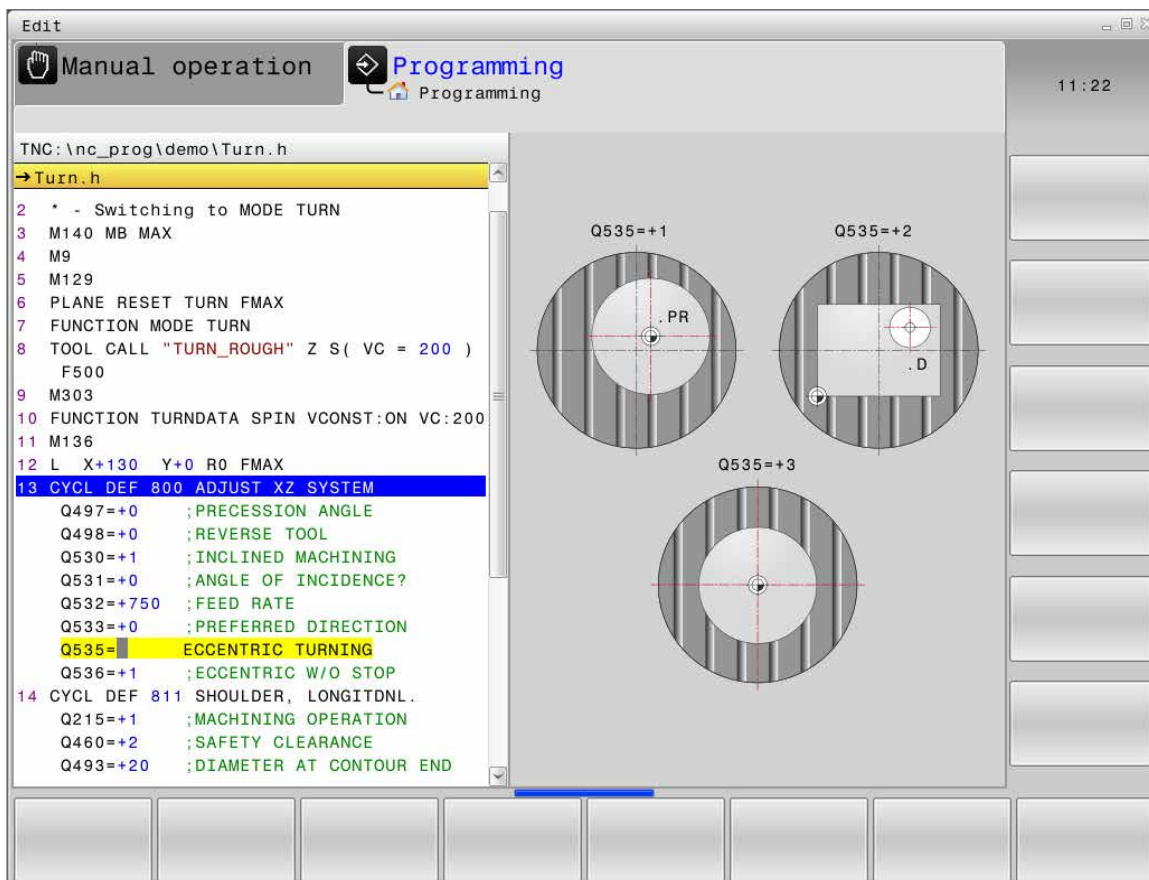 Edit
Manual operation
Programming
Programming
11:22
TNC:\nc_prog\demo\Turn.h
→Turn.h
2 * - Switching to MODE TURN
3 M140 MB MAX
4 M9
5 M129
6 PLANE RESET TURN FMAX
7 FUNCTION MODE TURN
8 TOOL CALL "TURN_ROUGH" Z S( VC = 200 )
F500
9 M303
10 FUNCTION TURNDATA SPIN VCONST:ON VC:200
11 M136
12 L X+130 Y+0 R0 FMAX
13 CYCL DEF 800 ADJUST XZ SYSTEM
Q497=+0 ;PRECESSION ANGLE
Q498=+0 ;REVERSE TOOL
Q530=+1 ;INCLINED MACHINING
Q531=+0 ;ANGLE OF INCIDENCE?
Q532=+750 ;FEED RATE
Q533=+0 ;PREFERRED DIRECTION
Q535= ECCENTRIC TURNING
Q536=+1 ;ECCENTRIC W/O STOP
14 CYCL DEF 811 SHOULDER, LONGITDNL.
Q215=+1 ;MACHINING OPERATION
Q460=+2 ;SAFETY CLEARANCE
Q493=+20 ;DIAMETER AT CONTOUR END
Q535=+1
.PR
Q535=+2
.D
Q535=+3